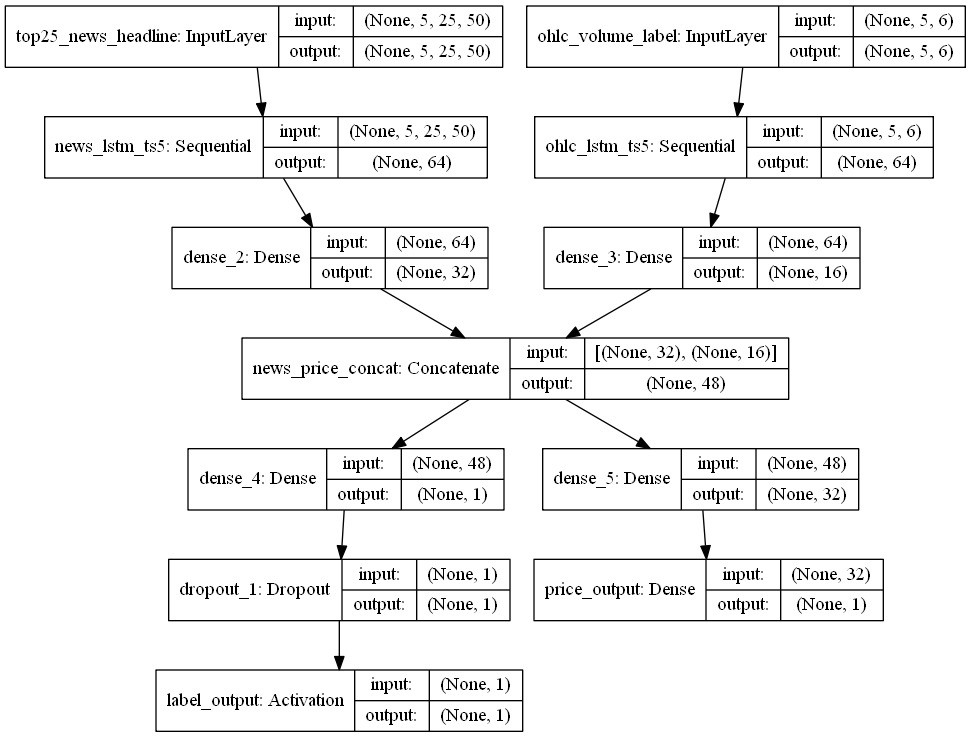 top25_news_headline: InputLayer
input: (None, 5, 25, 50)
output: (None, 5, 25, 50)
ohlc_volume_label: InputLayer
input: (None, 5, 6)
output: (None, 5, 6)
news_lstm_ts5: Sequential
input: (None, 5, 25, 50)
output: (None, 64)
ohlc_lstm_ts5: Sequential
input: (None, 5, 6)
output: (None, 64)
dense_2: Dense
input: (None, 64)
output: (None, 32)
dense_3: Dense
input: (None, 64)
output: (None, 16)
news_price_concat: Concatenate
input: [(None, 32), (None, 16)]
output: (None, 48)
dense_4: Dense
input: (None, 48)
output: (None, 1)
dense_5: Dense
input: (None, 48)
output: (None, 32)
dropout_1: Dropout
input: (None, 1)
output: (None, 1)
price_output: Dense
input: (None, 32)
output: (None, 1)
label_output: Activation
input: (None, 1)
output: (None, 1)